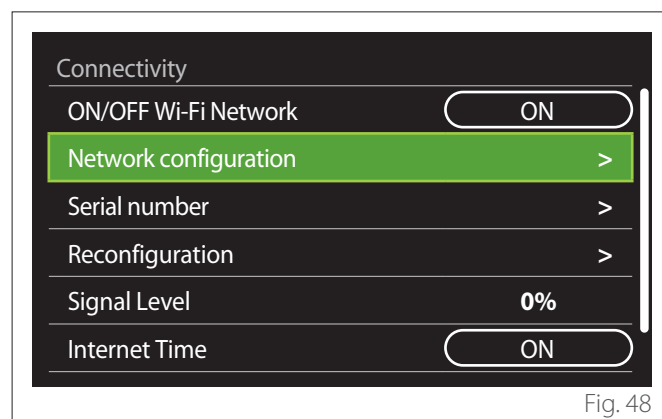 Connectivity
ON/OFF Wi-Fi Network ON
Network configuration >
Serial number >
Reconfiguration >
Signal Level 0%
Internet Time ON
Fig. 48